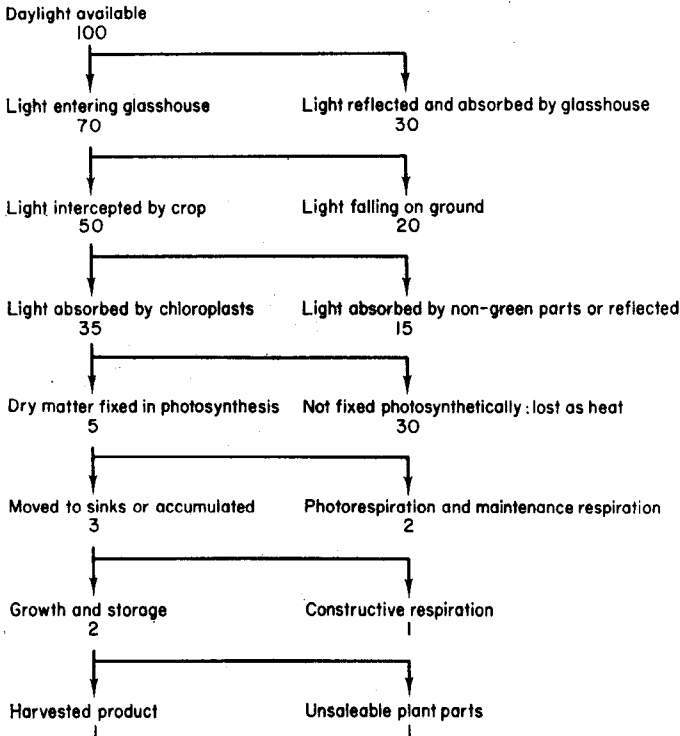 Daylight available
100
Light entering glasshouse Light reflected and absorbed by glasshouse
70 30
Light intercepted by crop Light falling on ground
50 20
Light absorbed by chloroplasts Light absorbed by non-green parts or reflected
35 15
Dry matter fixed in photosynthesis Not fixed photosynthetically : lost as heat
5 30
Moved to sinks or accumulated Photorespiration and maintenance respiration
3 2
Growth and storage Constructive respiration
2 1
Harvested product Unsaleable plant parts
1 1